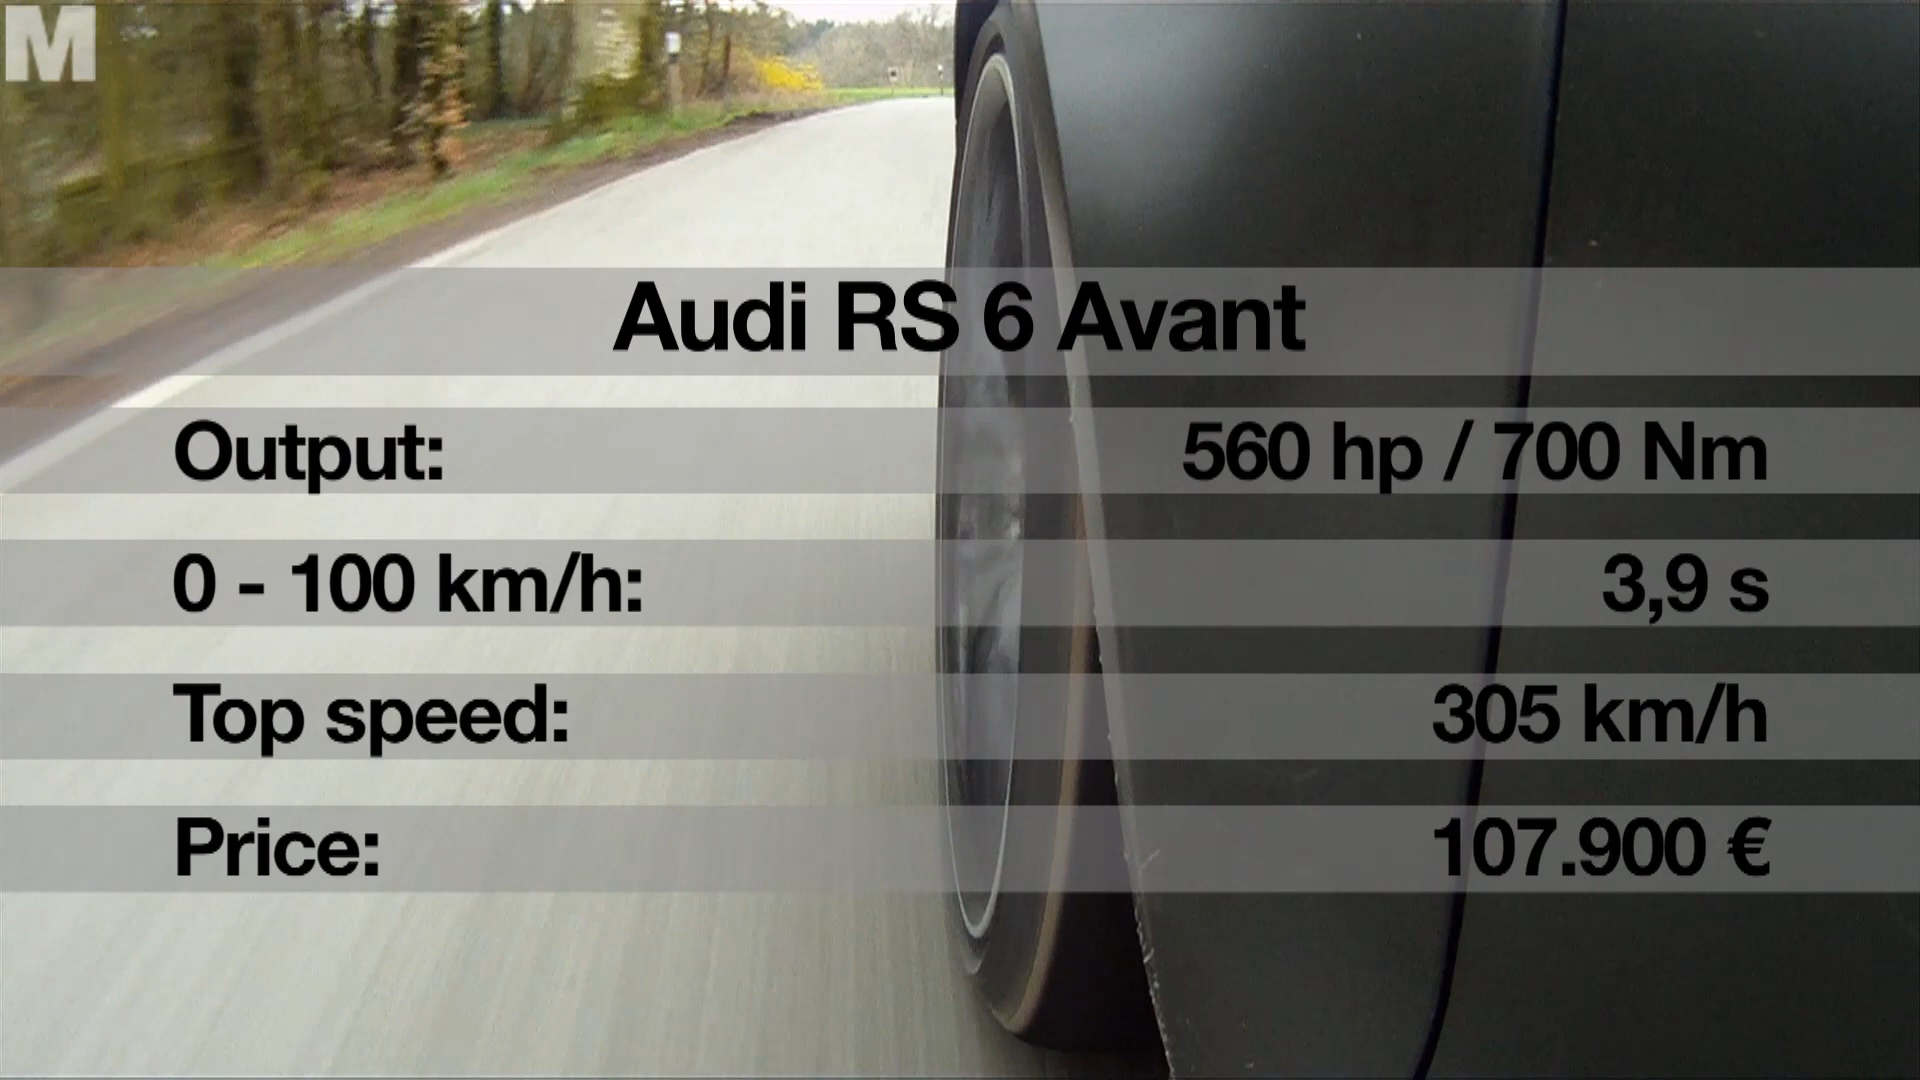 M
Audi RS 6 Avant
Output: 560 hp / 700 Nm
0 - 100 km/h: 3,9 s
Top speed: 305 km/h
Price: 107.900 €